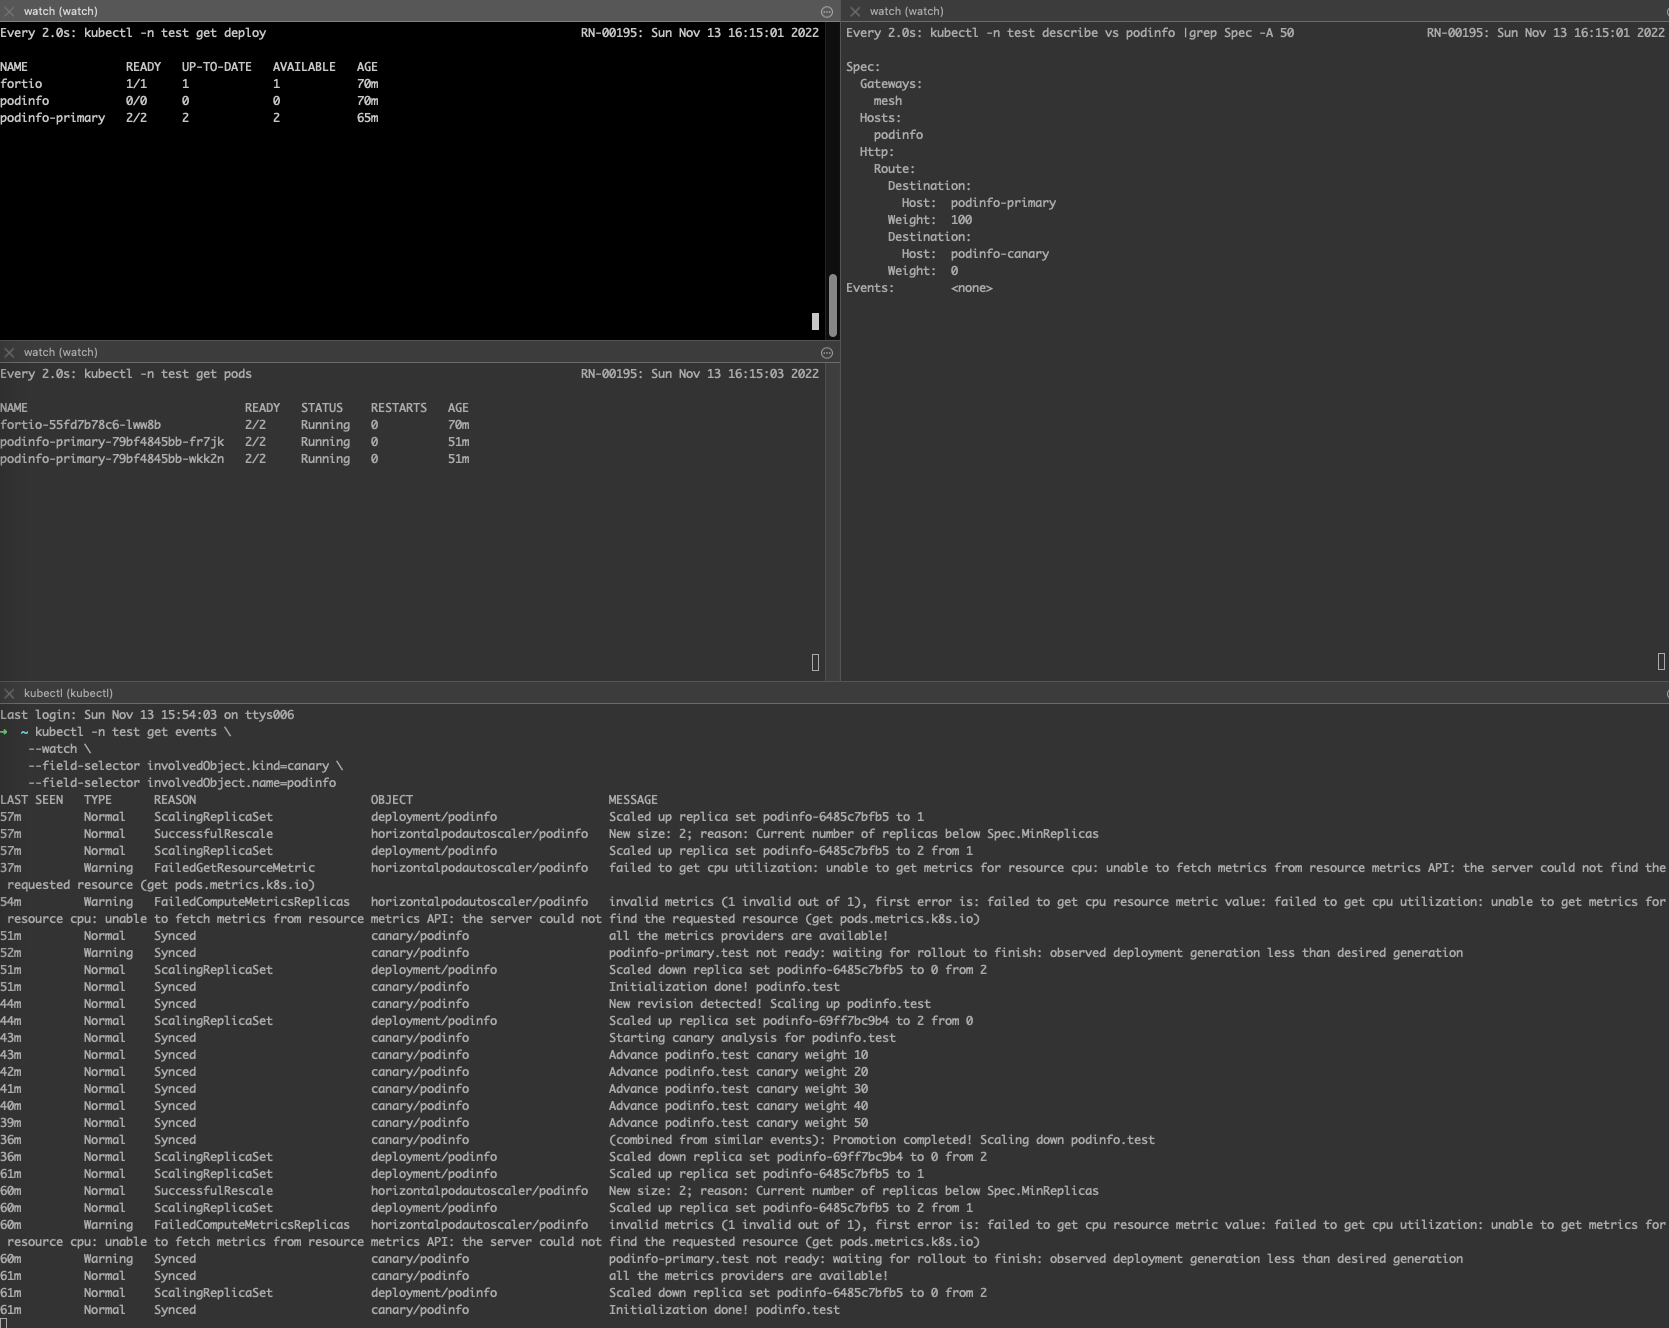 watch (watch)
Every 2.0s: kubectl -n test get deploy RN-00195: Sun Nov 13 16:15:01 2022
NAME READY UP-TO-DATE AVAILABLE AGE
fortio 1/1 1 1 70m
podinfo 0/0 0 0 70m
podinfo-primary 2/2 2 2 65m
watch (watch)
Every 2.0s: kubectl -n test describe vs podinfo |grep Spec -A 50 RN-00195: Sun Nov 13 16:15:01 2022
Spec:
Gateways:
mesh
Hosts:
podinfo
Http:
Route:
Destination:
Host: podinfo-primary
Weight: 100
Destination:
Host: podinfo-canary
Weight: 0
Events: <none>
watch (watch)
Every 2.0s: kubectl -n test get pods RN-00195: Sun Nov 13 16:15:03 2022
NAME READY STATUS RESTARTS AGE
fortio-55fd7b78c6-lww8b 2/2 Running 0 70m
podinfo-primary-79bf4845bb-fr7jk 2/2 Running 0 51m
podinfo-primary-79bf4845bb-wkk2n 2/2 Running 0 51m
kubectl (kubectl)
Last login: Sun Nov 13 15:54:03 on ttys006
➜ ~ kubectl -n test get events \
--watch \
--field-selector involvedObject.kind=canary \
--field-selector involvedObject.name=podinfo
LAST SEEN TYPE REASON OBJECT MESSAGE
57m Normal ScalingReplicaSet deployment/podinfo Scaled up replica set podinfo-6485c7bfb5 to 1
57m Normal SuccessfulRescale horizontalpodautoscaler/podinfo New size: 2; reason: Current number of replicas below Spec.MinReplicas
57m Normal ScalingReplicaSet deployment/podinfo Scaled up replica set podinfo-6485c7bfb5 to 2 from 1
37m Warning FailedGetResourceMetric horizontalpodautoscaler/podinfo failed to get cpu utilization: unable to get metrics for resource cpu: unable to fetch metrics from resource metrics API: the server could not find the
requested resource (get pods.metrics.k8s.io)
54m Warning FailedComputeMetricsReplicas horizontalpodautoscaler/podinfo invalid metrics (1 invalid out of 1), first error is: failed to get cpu resource metric value: failed to get cpu utilization: unable to get metrics for
resource cpu: unable to fetch metrics from resource metrics API: the server could not find the requested resource (get pods.metrics.k8s.io)
51m Normal Synced canary/podinfo all the metrics providers are available!
52m Warning Synced canary/podinfo podinfo-primary.test not ready: waiting for rollout to finish: observed deployment generation less than desired generation
51m Normal ScalingReplicaSet deployment/podinfo Scaled down replica set podinfo-6485c7bfb5 to 0 from 2
51m Normal Synced canary/podinfo Initialization done! podinfo.test
44m Normal Synced canary/podinfo New revision detected! Scaling up podinfo.test
44m Normal ScalingReplicaSet deployment/podinfo Scaled up replica set podinfo-69ff7bc9b4 to 2 from 0
43m Normal Synced canary/podinfo Starting canary analysis for podinfo.test
43m Normal Synced canary/podinfo Advance podinfo.test canary weight 10
42m Normal Synced canary/podinfo Advance podinfo.test canary weight 20
41m Normal Synced canary/podinfo Advance podinfo.test canary weight 30
40m Normal Synced canary/podinfo Advance podinfo.test canary weight 40
39m Normal Synced canary/podinfo Advance podinfo.test canary weight 50
36m Normal Synced canary/podinfo (combined from similar events): Promotion completed! Scaling down podinfo.test
36m Normal ScalingReplicaSet deployment/podinfo Scaled down replica set podinfo-69ff7bc9b4 to 0 from 2
61m Normal ScalingReplicaSet deployment/podinfo Scaled up replica set podinfo-6485c7bfb5 to 1
60m Normal SuccessfulRescale horizontalpodautoscaler/podinfo New size: 2; reason: Current number of replicas below Spec.MinReplicas
60m Normal ScalingReplicaSet deployment/podinfo Scaled up replica set podinfo-6485c7bfb5 to 2 from 1
60m Warning FailedComputeMetricsReplicas horizontalpodautoscaler/podinfo invalid metrics (1 invalid out of 1), first error is: failed to get cpu resource metric value: failed to get cpu utilization: unable to get metrics for
resource cpu: unable to fetch metrics from resource metrics API: the server could not find the requested resource (get pods.metrics.k8s.io)
60m Warning Synced canary/podinfo podinfo-primary.test not ready: waiting for rollout to finish: observed deployment generation less than desired generation
61m Normal Synced canary/podinfo all the metrics providers are available!
61m Normal ScalingReplicaSet deployment/podinfo Scaled down replica set podinfo-6485c7bfb5 to 0 from 2
61m Normal Synced canary/podinfo Initialization done! podinfo.test